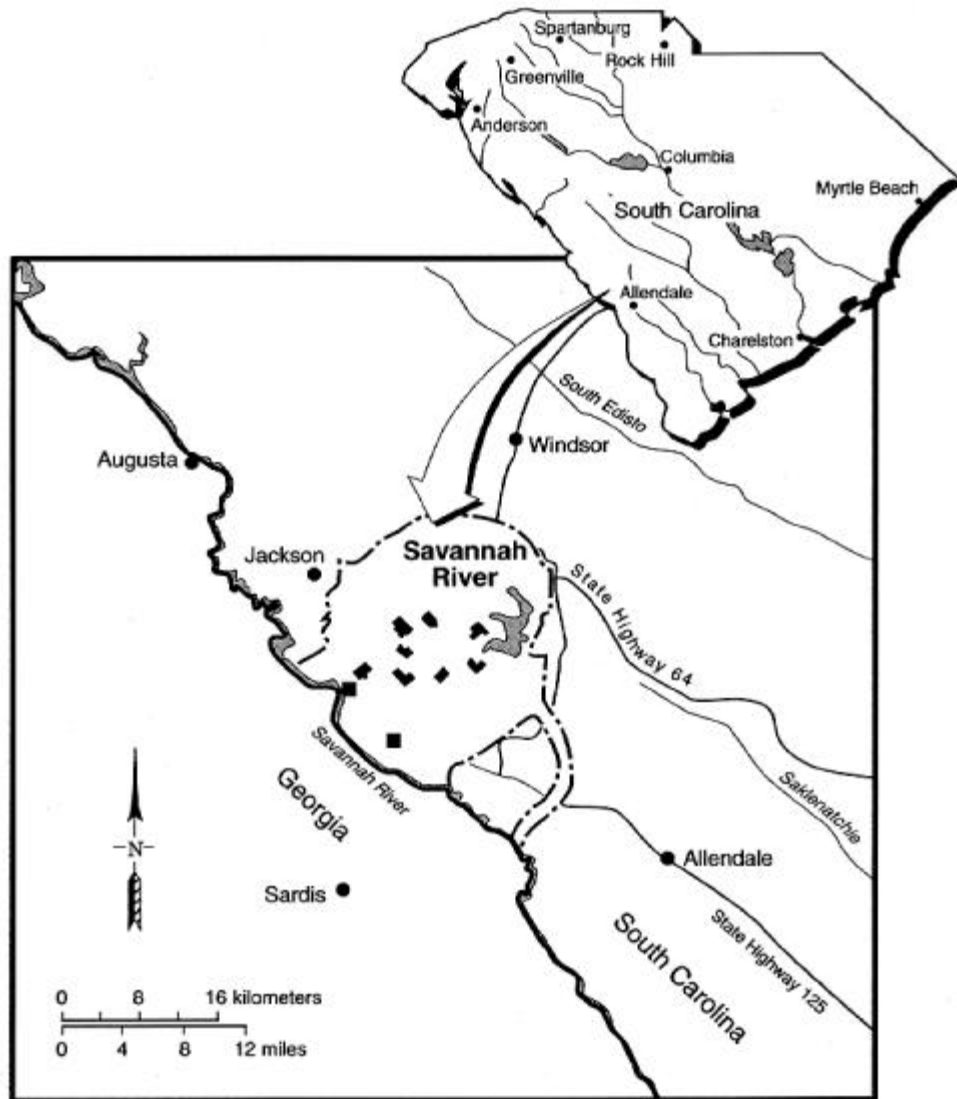 Spartanburg
Rock Hill
Greenville
Anderson
Columbia
Myrtle Beach
South Carolina
Allendale
Charelston
South Edisto
Windsor
Augusta
Savannah
River
Jackson
State Highway 64
Savannah River
Georgia
Saklenatchie
N
Allendale
Sardis
South Carolina
State Highway 125
0 8 16 kilometers
0 4 8 12 miles